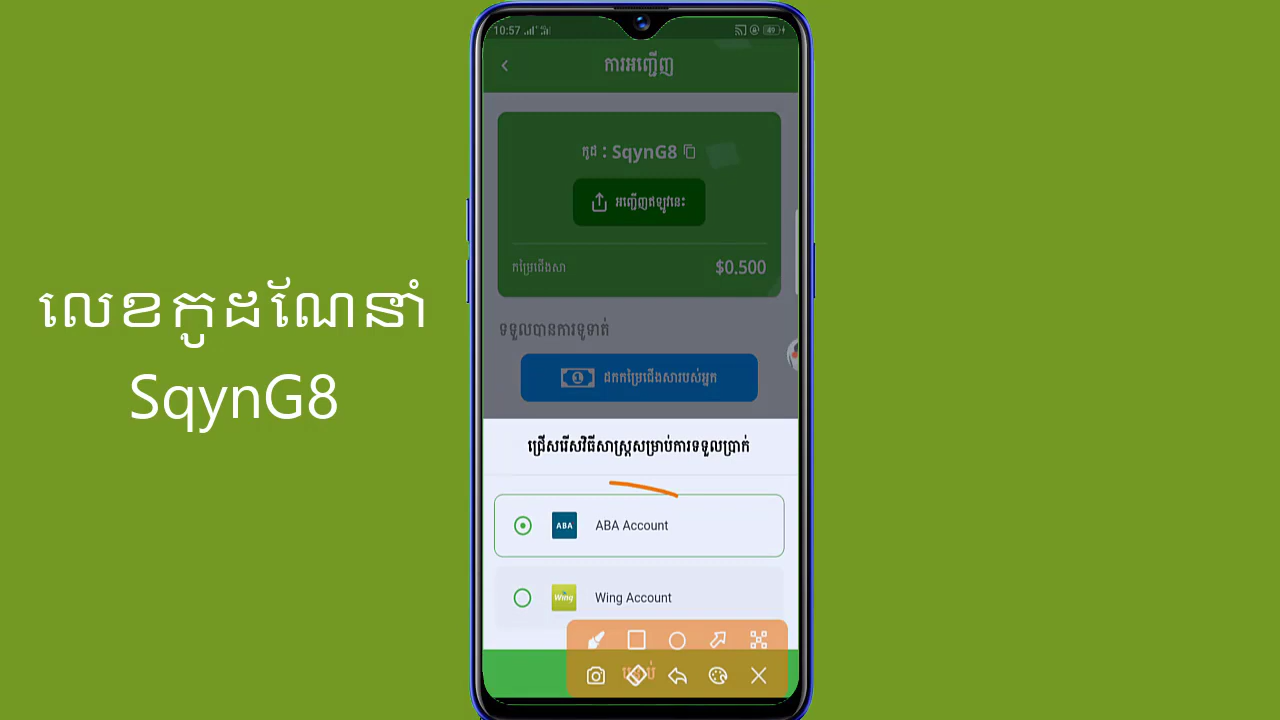 10:57
49
ការអញ្ជើញ
កូដ : SqynG8
អញ្ជើញឥឡូវនេះ
កម្រៃជើងសា $0.500
ទទួលបានការទូទាត់
ដកកម្រៃជើងសារបស់អ្នក
ជ្រើសរើសវិធីសាស្ត្រសម្រាប់ការទទួលប្រាក់
ABA ABA Account
Wing Wing Account
លេខកូដណែនាំ
SqynG8